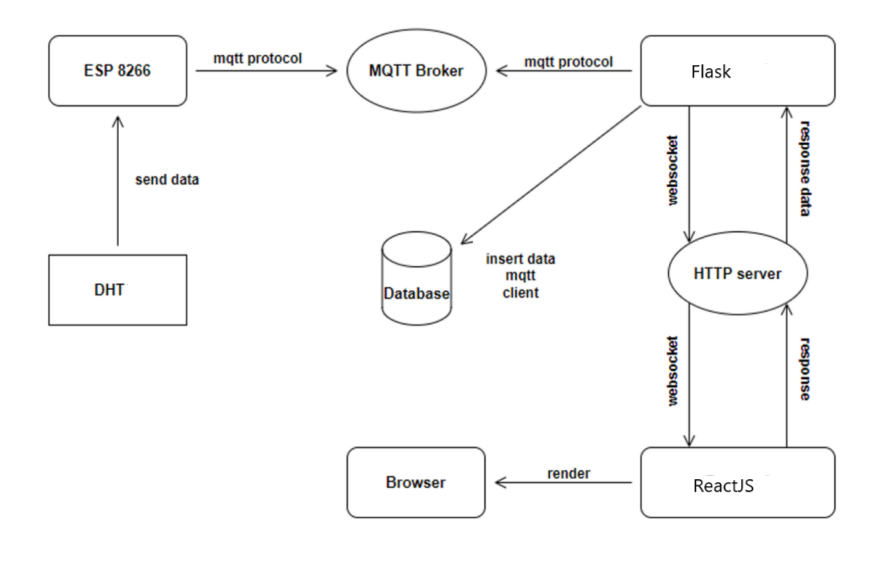 ESP 8266
mqtt protocol
MQTT Broker
mqtt protocol
Flask
send data
websocket
response data
DHT
Database
insert data
mqtt
client
HTTP server
websocket
response
Browser
render
ReactJS